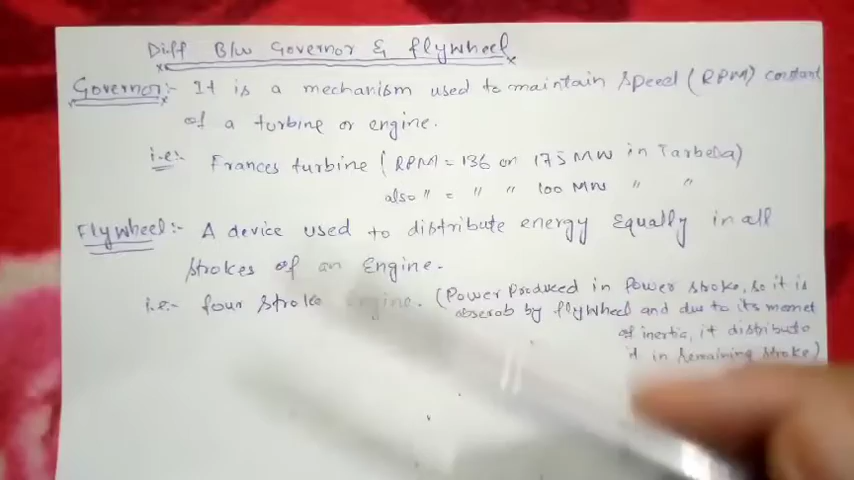 Diff B/w Governor & flywheel
Governor:- It is a mechanism used to maintain speed (RPM) constant
of a turbine or engine.
i.e:- Frances turbine (RPM = 136 on 175 MW in Tarbela)
also " = " " 100 MW " "
Flywheel:- A device used to distribute energy Equally in all
strokes of an Engine.
i.e.- four stroke engine. (Power Produced in Power stroke, so it is
abserob by flywheel and due to its momet
of inertia, it distribute
it in remaining stroke)